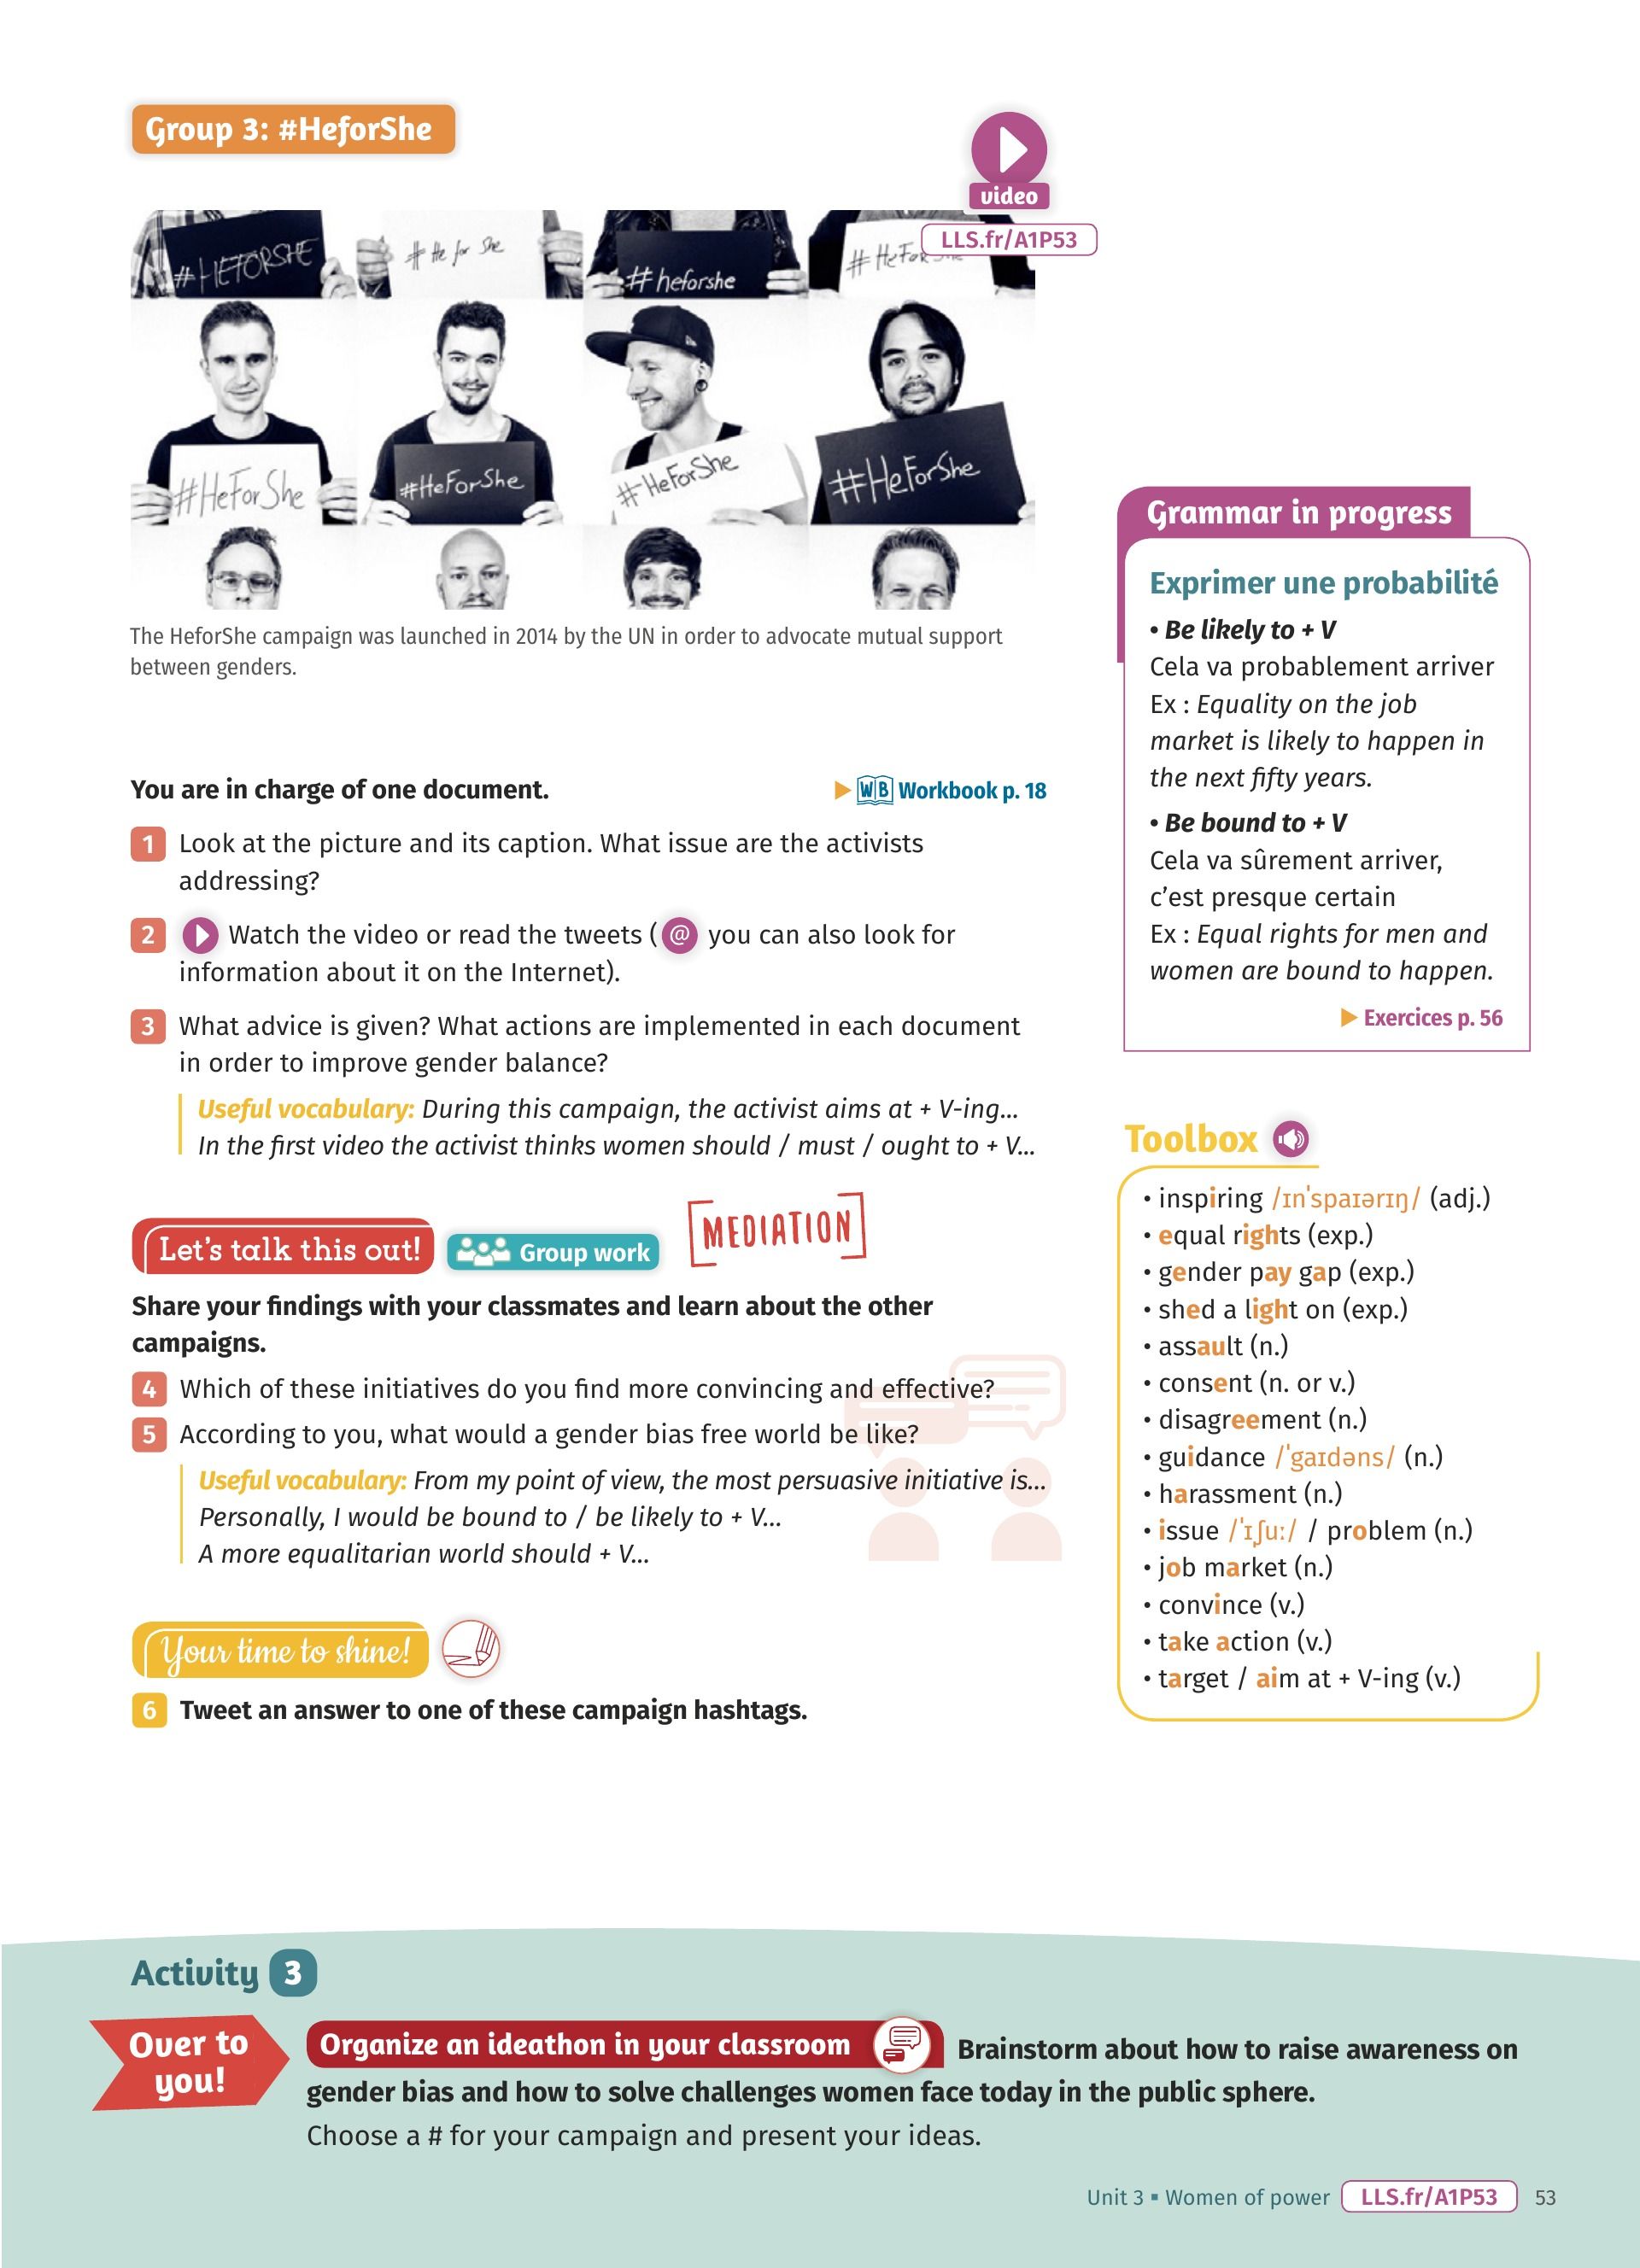 Group 3: #HeforShe
video
LLS.fr/A1P53
#HEFORSHE
# He for She
# heforshe
#HeForShe
#HeForShe
#HeForShe
#HeForShe
The HeforShe campaign was launched in 2014 by the UN in order to advocate mutual support
between genders.
You are in charge of one document.
WB Workbook p. 18
1 Look at the picture and its caption. What issue are the activists
addressing?
2 Watch the video or read the tweets (@ you can also look for
information about it on the Internet).
3 What advice is given? What actions are implemented in each document
in order to improve gender balance?
Useful vocabulary: During this campaign, the activist aims at + V-ing...
In the first video the activist thinks women should / must / ought to + V...
Let's talk this out!
Group work
MEDIATION
Share your findings with your classmates and learn about the other
campaigns.
4 Which of these initiatives do you find more convincing and effective?
5 According to you, what would a gender bias free world be like?
Useful vocabulary: From my point of view, the most persuasive initiative is...
Personally, I would be bound to / be likely to + V...
A more equalitarian world should + V...
Your time to shine!
6 Tweet an answer to one of these campaign hashtags.
Grammar in progress
Exprimer une probabilité
• Be likely to + V
Cela va probablement arriver
Ex : Equality on the job
market is likely to happen in
the next fifty years.
• Be bound to + V
Cela va sûrement arriver,
c'est presque certain
Ex : Equal rights for men and
women are bound to happen.
Exercices p. 56
Toolbox
• inspiring /ɪnˈspaɪərɪŋ/ (adj.)
• equal rights (exp.)
• gender pay gap (exp.)
• shed a light on (exp.)
• assault (n.)
• consent (n. or v.)
• disagreement (n.)
• guidance /ˈgaɪdəns/ (n.)
• harassment (n.)
• issue /ˈɪʃuː/ / problem (n.)
• job market (n.)
• convince (v.)
• take action (v.)
• target / aim at + V-ing (v.)
Activity 3
Over to
you!
Organize an ideathon in your classroom Brainstorm about how to raise awareness on
gender bias and how to solve challenges women face today in the public sphere.
Choose a # for your campaign and present your ideas.
Unit 3 ▪ Women of power LLS.fr/A1P53 53